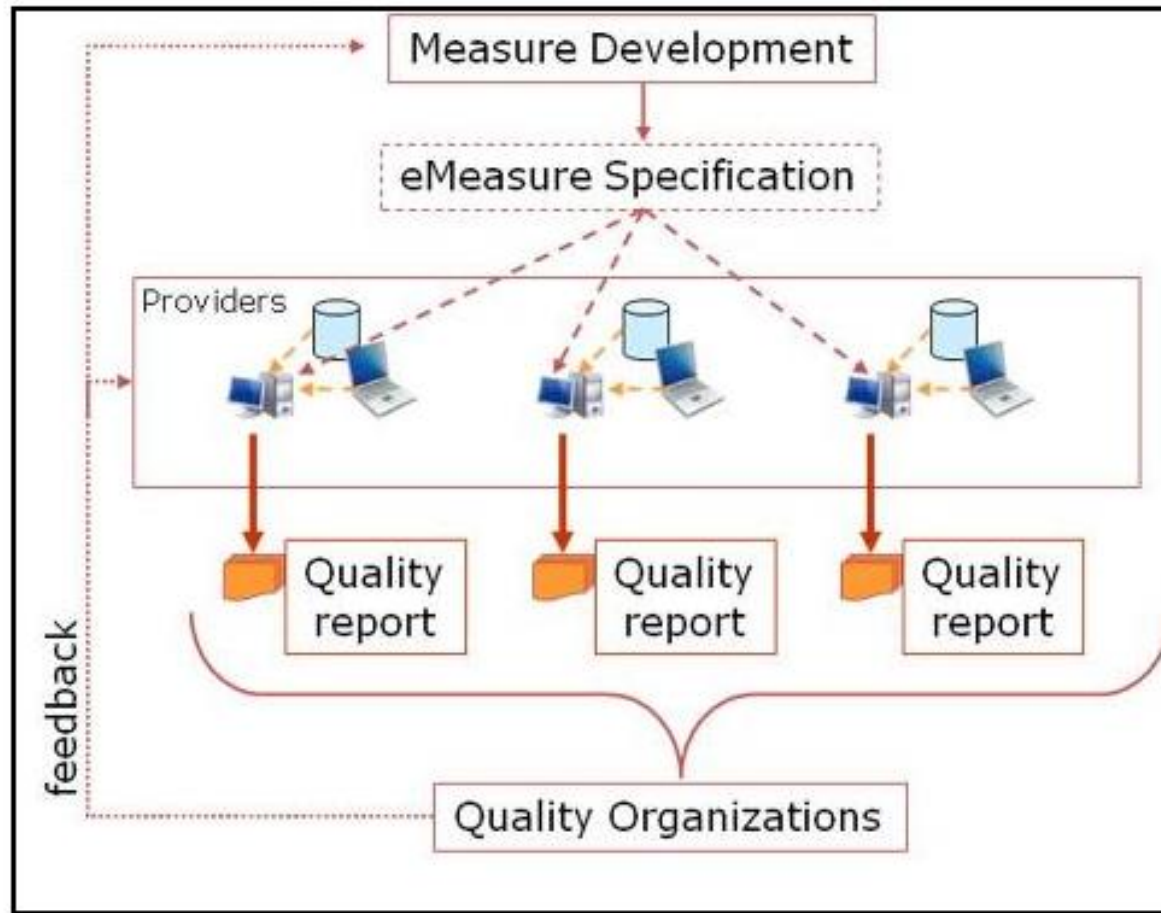 Measure Development
eMeasure Specification
Providers
Quality
report
Quality
report
Quality
report
feedback
Quality Organizations